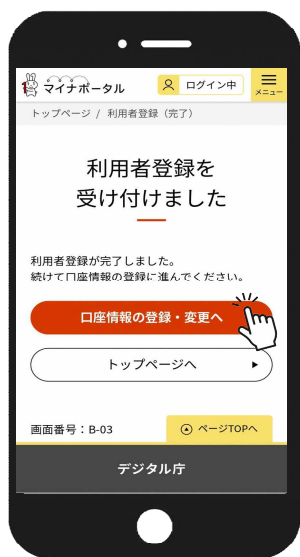 マイナポータル
ログイン中
メニュー
トップページ / 利用者登録（完了）
利用者登録を
受け付けました
利用者登録が完了しました。
続けて口座情報の登録に進んでください。
口座情報の登録・変更へ
トップページへ
画面番号：B-03
ページTOPへ
デジタル庁